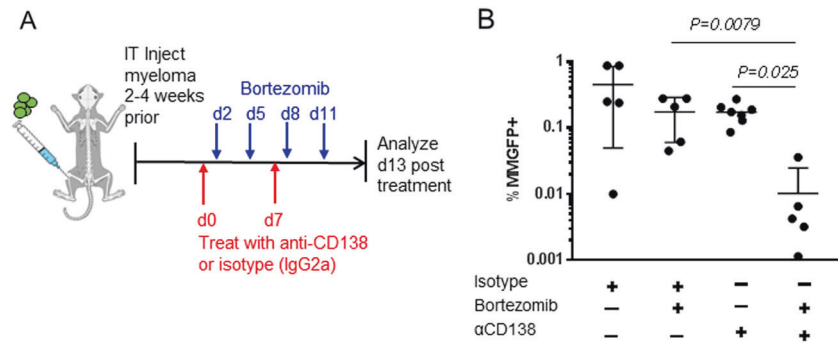 A
IT Inject
myeloma
2-4 weeks
prior
Bortezomib
d2 d5 d8 d11
Analyze
d13 post
treatment
d0 d7
Treat with anti-CD138
or isotype (IgG2a)
B
P=0.0079
P=0.025
% MMGFP+
1
0.1
0.01
0.001
Isotype + + − −
Bortezomib − + − +
αCD138 − − + +